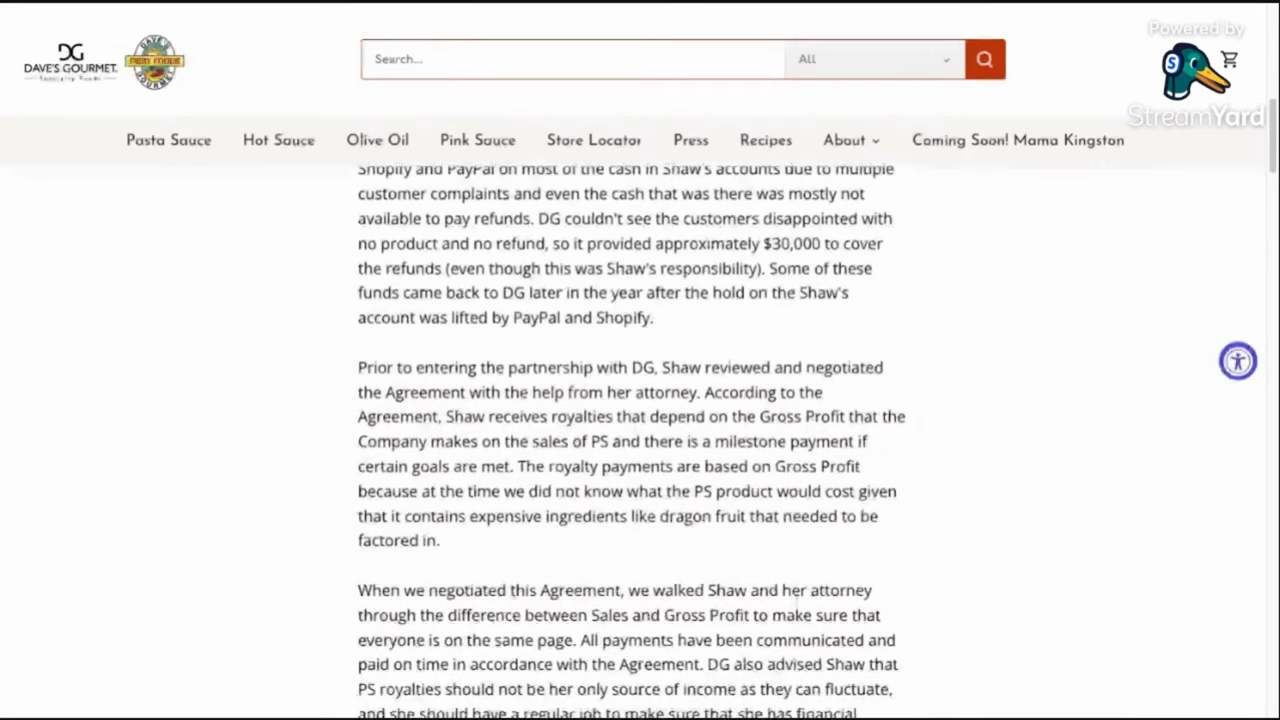 Powered by
DG
DAVE'S GOURMET.
Search...
All
StreamYard
Pasta Sauce
Hot Sauce
Olive Oil
Pink Sauce
Store Locator
Press
Recipes
About
Coming Soon! Mama Kingston
Shopify and PayPal on most of the cash in Shaw's accounts due to multiple
customer complaints and even the cash that was there was mostly not
available to pay refunds. DG couldn't see the customers disappointed with
no product and no refund, so it provided approximately $30,000 to cover
the refunds (even though this was Shaw's responsibility). Some of these
funds came back to DG later in the year after the hold on the Shaw's
account was lifted by PayPal and Shopify.
Prior to entering the partnership with DG, Shaw reviewed and negotiated
the Agreement with the help from her attorney. According to the
Agreement, Shaw receives royalties that depend on the Gross Profit that the
Company makes on the sales of PS and there is a milestone payment if
certain goals are met. The royalty payments are based on Gross Profit
because at the time we did not know what the PS product would cost given
that it contains expensive ingredients like dragon fruit that needed to be
factored in.
When we negotiated this Agreement, we walked Shaw and her attorney
through the difference between Sales and Gross Profit to make sure that
everyone is on the same page. All payments have been communicated and
paid on time in accordance with the Agreement. DG also advised Shaw that
PS royalties should not be her only source of income as they can fluctuate,
and she should have a regular job to make sure that she has financial